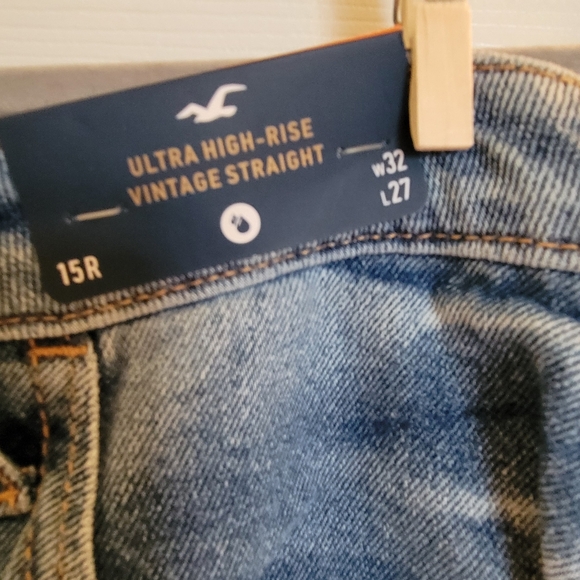 ULTRA HIGH-RISE
VINTAGE STRAIGHT
W32
L27
15R